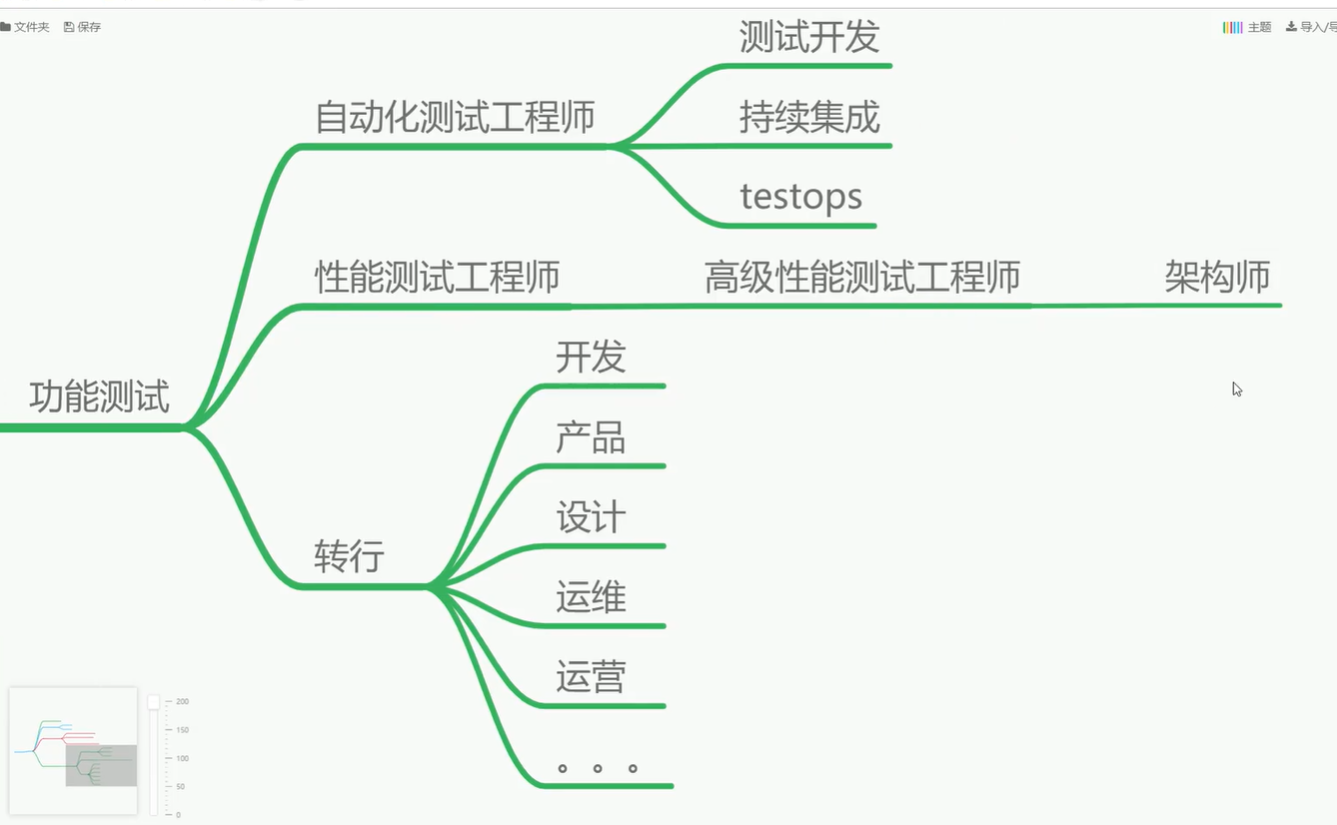 文件夹 保存
主题 导入/导
测试开发
自动化测试工程师
持续集成
testops
性能测试工程师
高级性能测试工程师
架构师
功能测试
开发
产品
设计
转行
运维
运营
。。。
200
150
100
50
0